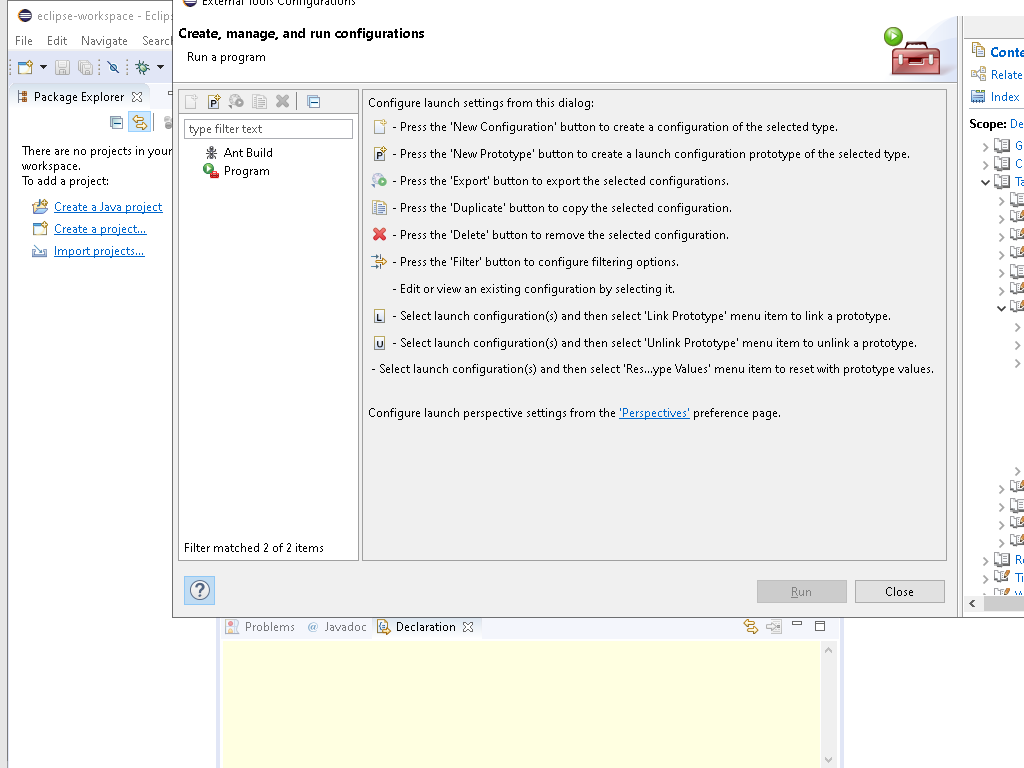 eclipse-workspace - Eclip
External Tools Configurations
File Edit Navigate Searc
Create, manage, and run configurations
Run a program
Package Explorer
There are no projects in your
workspace.
To add a project:
Create a Java project
Create a project...
Import projects...
type filter text
Ant Build
Program
Filter matched 2 of 2 items
Configure launch settings from this dialog:
- Press the 'New Configuration' button to create a configuration of the selected type.
- Press the 'New Prototype' button to create a launch configuration prototype of the selected type.
- Press the 'Export' button to export the selected configurations.
- Press the 'Duplicate' button to copy the selected configuration.
- Press the 'Delete' button to remove the selected configuration.
- Press the 'Filter' button to configure filtering options.
- Edit or view an existing configuration by selecting it.
- Select launch configuration(s) and then select 'Link Prototype' menu item to link a prototype.
- Select launch configuration(s) and then select 'Unlink Prototype' menu item to unlink a prototype.
- Select launch configuration(s) and then select 'Res...ype Values' menu item to reset with prototype values.
Configure launch perspective settings from the 'Perspectives' preference page.
Run
Close
Conte
Relate
Index
Scope: De
G
C
Ta
Re
Ti
Problems @ Javadoc Declaration